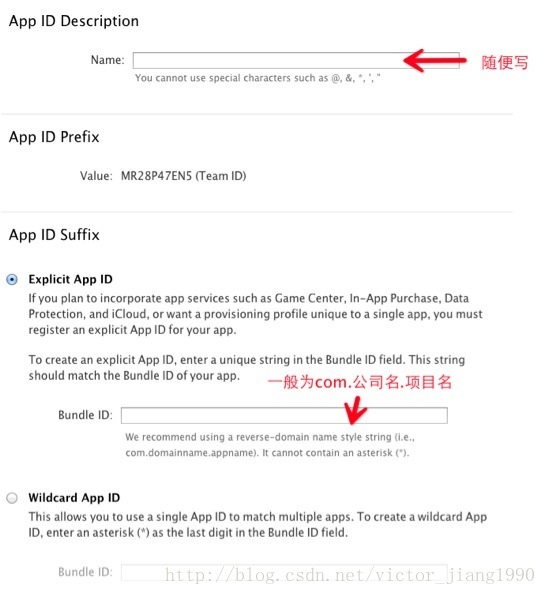 App ID Description
Name:
随便写
You cannot use special characters such as @, &, *, ', "
App ID Prefix
Value: MR28P47EN5 (Team ID)
App ID Suffix
Explicit App ID
If you plan to incorporate app services such as Game Center, In-App Purchase, Data
Protection, and iCloud, or want a provisioning profile unique to a single app, you must
register an explicit App ID for your app.
To create an explicit App ID, enter a unique string in the Bundle ID field. This string
should match the Bundle ID of your app.
一般为com.公司名.项目名
Bundle ID:
We recommend using a reverse-domain name style string (i.e.,
com.domainname.appname). It cannot contain an asterisk (*).
Wildcard App ID
This allows you to use a single App ID to match multiple apps. To create a wildcard App
ID, enter an asterisk (*) as the last digit in the Bundle ID field.
Bundle ID:
http://blog.csdn.net/victor_jiang1990